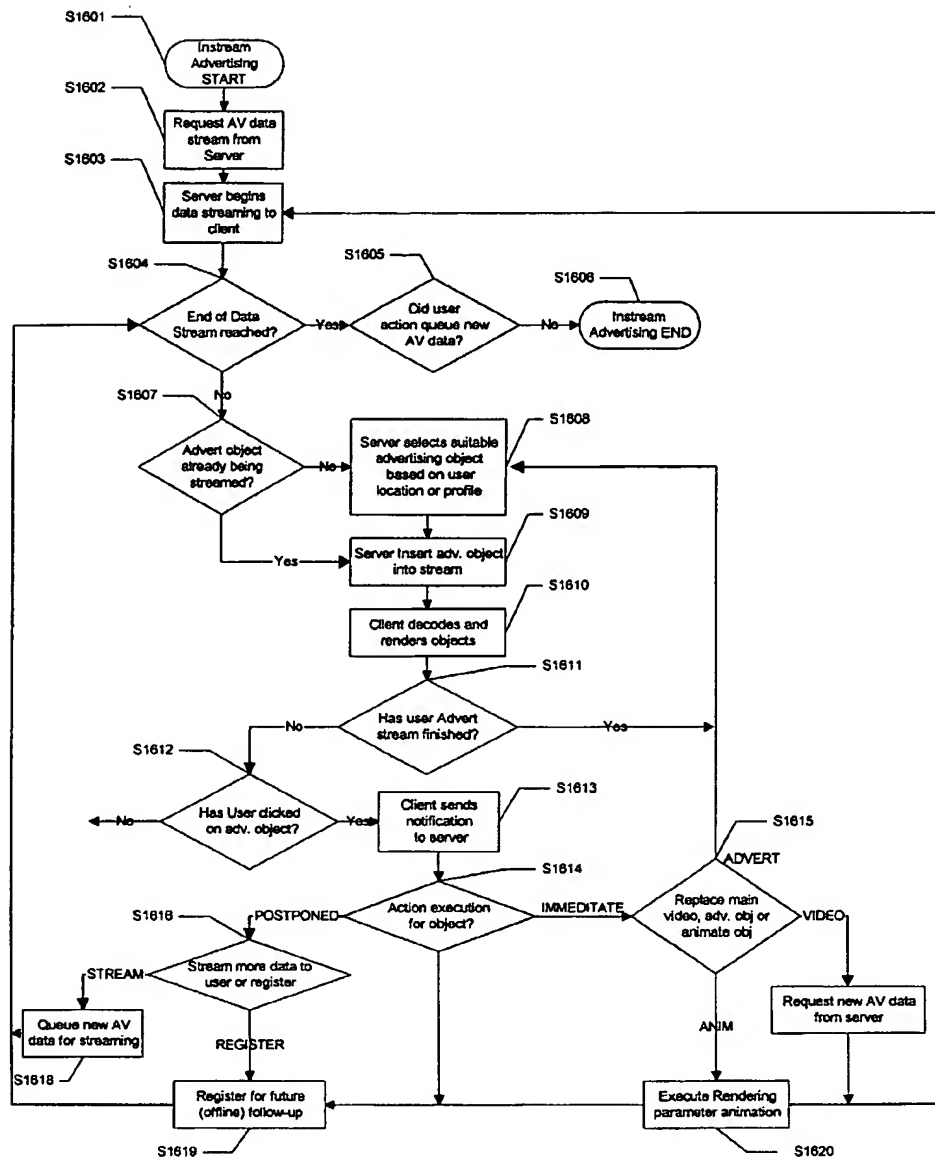 S1601
Instream
Advertising
START
S1602
Request AV data
stream from
Server
S1603
Server begins
data streaming to
client
S1604
End of Data
Stream reached?
Yes
S1605
Did user
action queue new
AV data?
No
S1606
Instream
Advertising END
No
S1607
Advert object
already being
streamed?
No
S1608
Server selects suitable
advertising object
based on user
location or profile
Yes
S1609
Server Insert adv. object
into stream
S1610
Client decodes and
renders objects
S1611
Has user Advert
stream finished?
No
Yes
S1612
Has User clicked
on adv. object?
No
Yes
S1613
Client sends
notification
to server
S1614
Action execution
for object?
POSTPONED
IMMEDITATE
S1615
ADVERT
Replace main
video, adv. obj or
animate obj
VIDEO
S1616
Stream more data to
user or register
STREAM
Request new AV data
from server
ANIM
Queue new AV
data for streaming
REGISTER
S1618
Register for future
(offline) follow-up
S1619
Execute Rendering
parameter animation
S1620